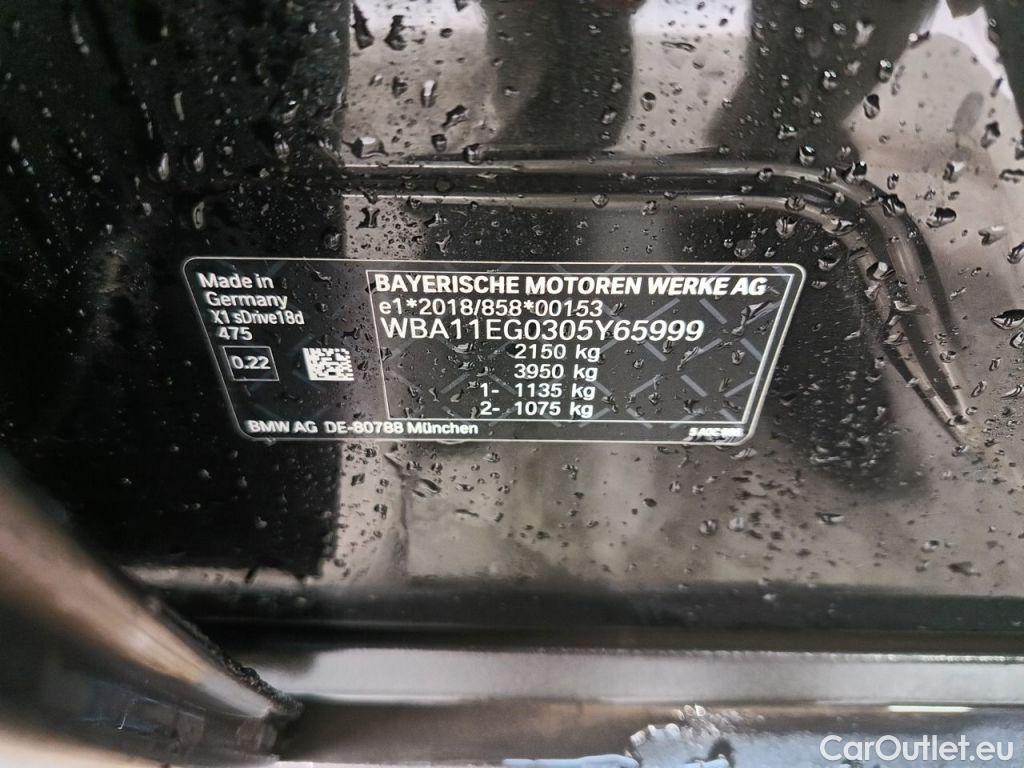 Made in
Germany
X1 sDrive18d
475
0.22
BAYERISCHE MOTOREN WERKE AG
e1*2018/858*00153
WBA11EG0305Y65999
2150 kg
3950 kg
1- 1135 kg
2- 1075 kg
BMW AG DE-80788 München
CarOutlet.eu